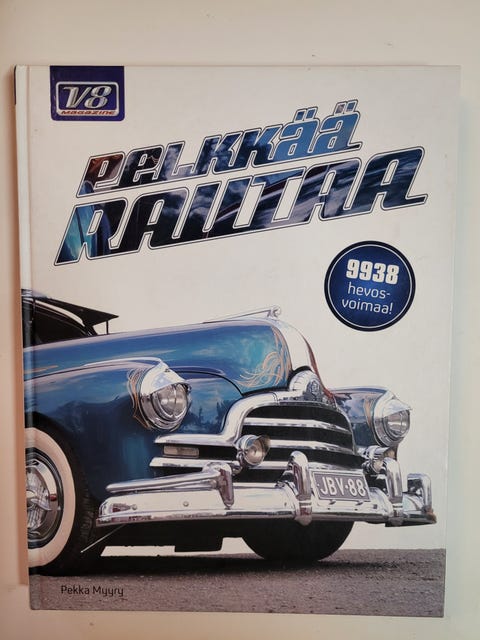 V8
MAGAZINE
PELKKÄÄ
RAUTAA
9938
hevos-
voimaa!
JBV-88
Pekka Myyry